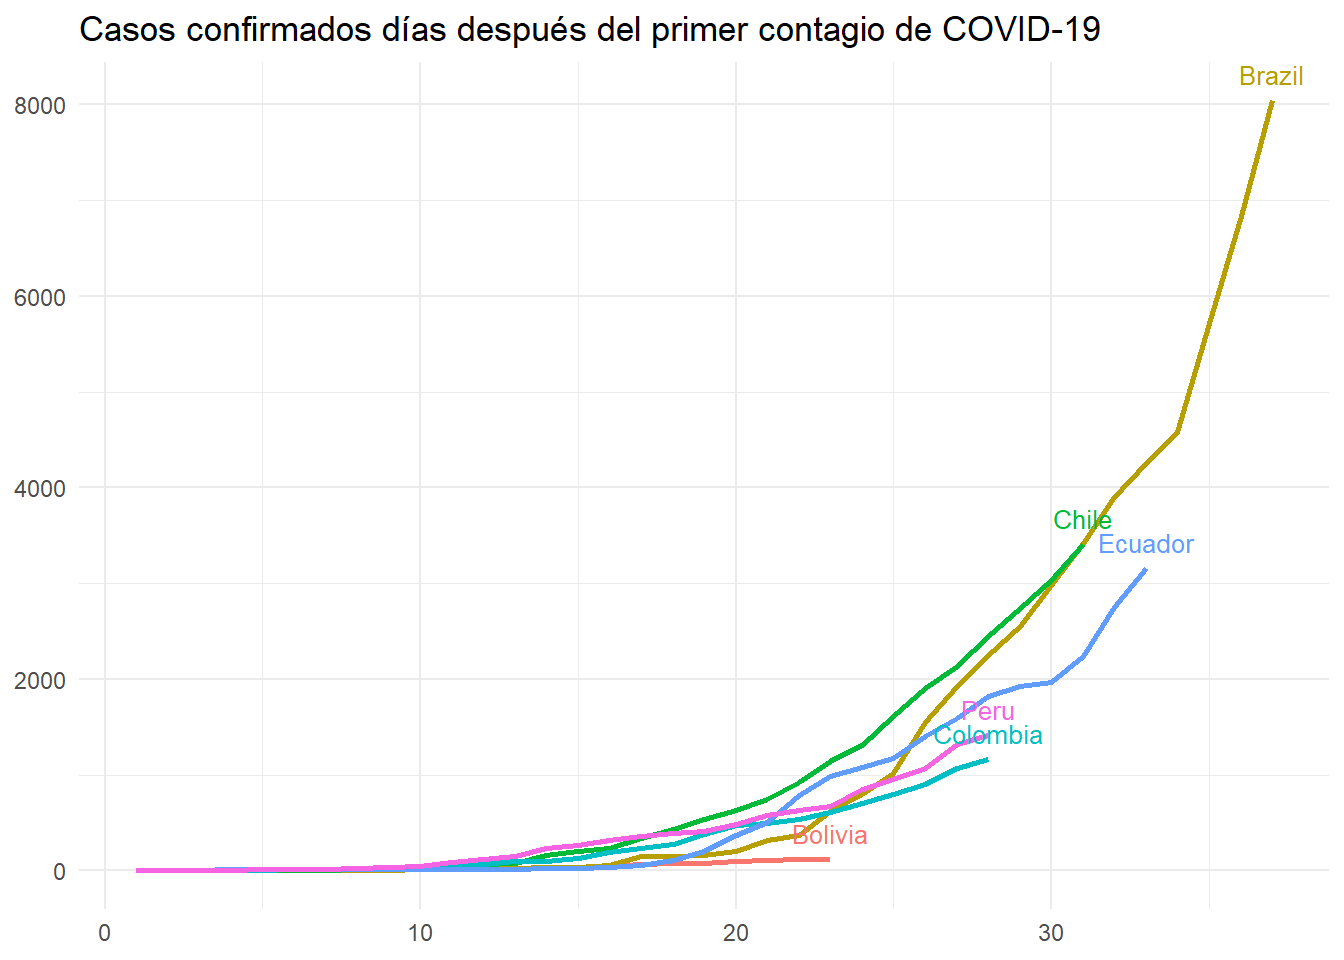 Casos confirmados días después del primer contagio de COVID-19
Brazil
8000
6000
4000
Chile
Ecuador
2000
Peru
Colombia
Bolivia
0
0 10 20 30